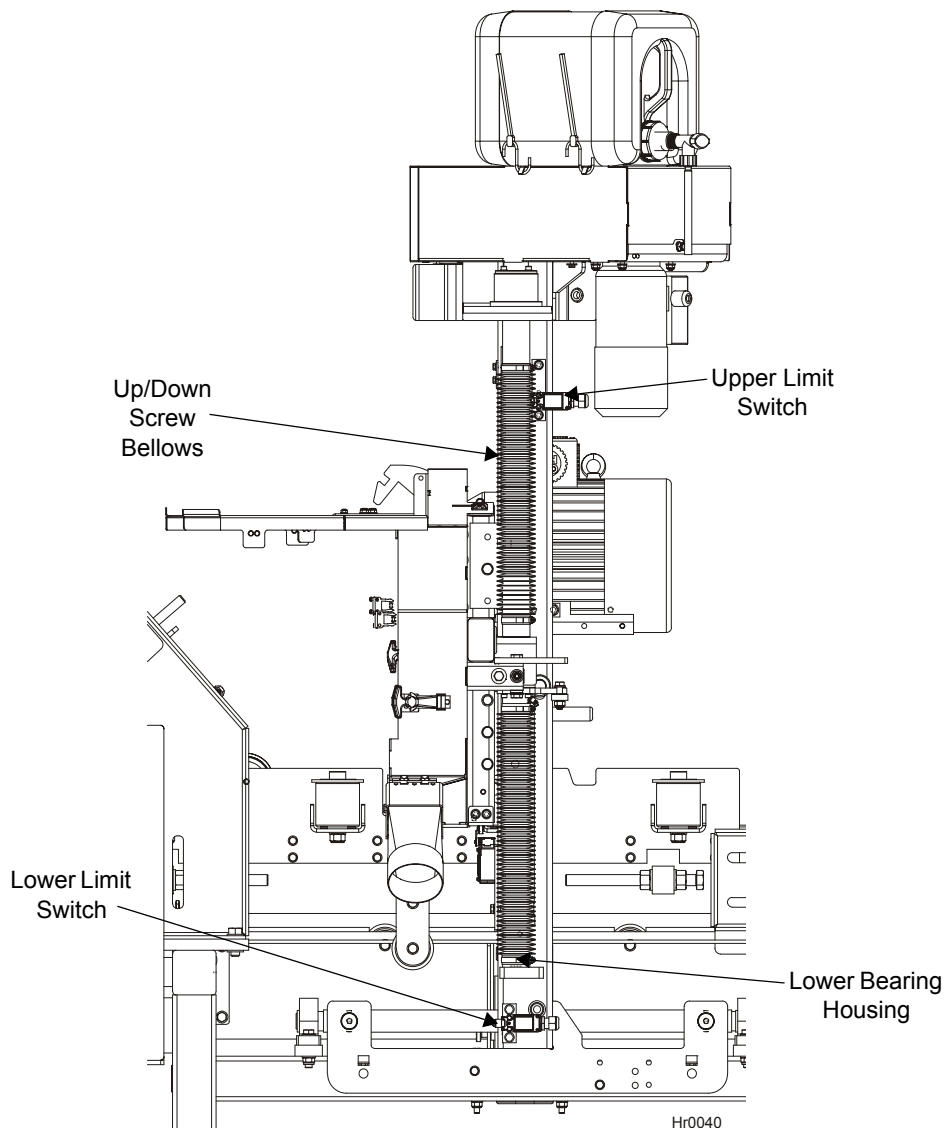 Up/Down
Screw
Bellows
Upper Limit
Switch
Lower Limit
Switch
Lower Bearing
Housing
Hr0040